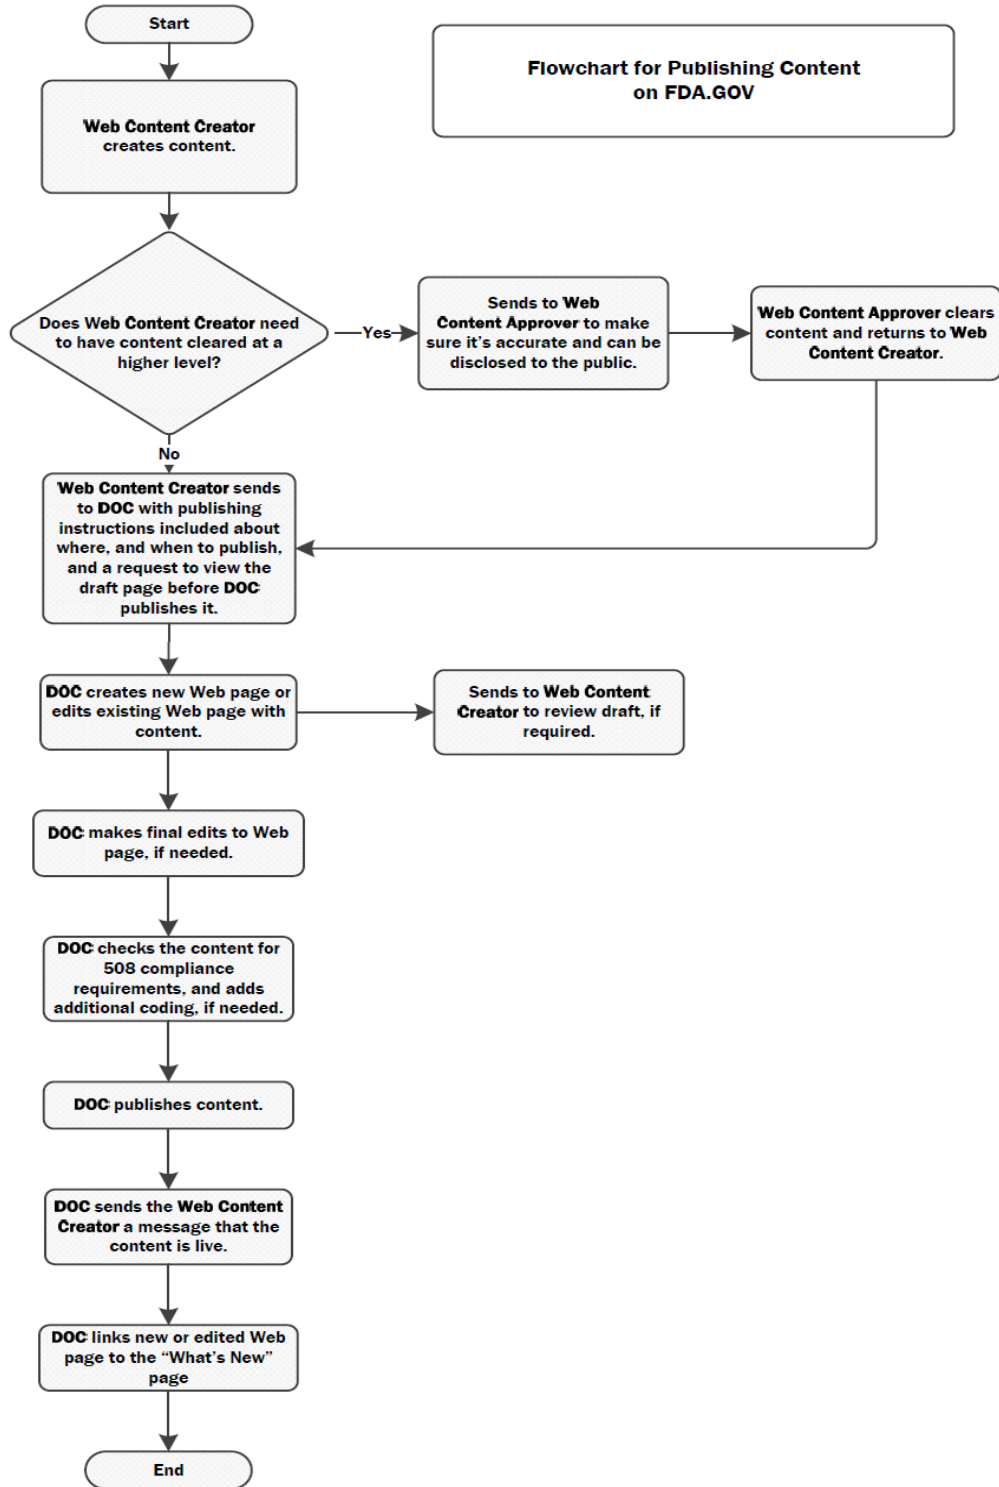 Start
Flowchart for Publishing Content
on FDA.GOV
Web Content Creator
creates content.
Does Web Content Creator need
to have content cleared at a
higher level?
Yes
Sends to Web
Content Approver to make
sure it's accurate and can be
disclosed to the public.
Web Content Approver clears
content and returns to Web
Content Creator.
No
Web Content Creator sends
to DOC with publishing
instructions included about
where, and when to publish,
and a request to view the
draft page before DOC
publishes it.
DOC creates new Web page or
edits existing Web page with
content.
Sends to Web Content
Creator to review draft, if
required.
DOC makes final edits to Web
page, if needed.
DOC checks the content for
508 compliance
requirements, and adds
additional coding, if needed.
DOC publishes content.
DOC sends the Web Content
Creator a message that the
content is live.
DOC links new or edited Web
page to the “What's New”
page
End